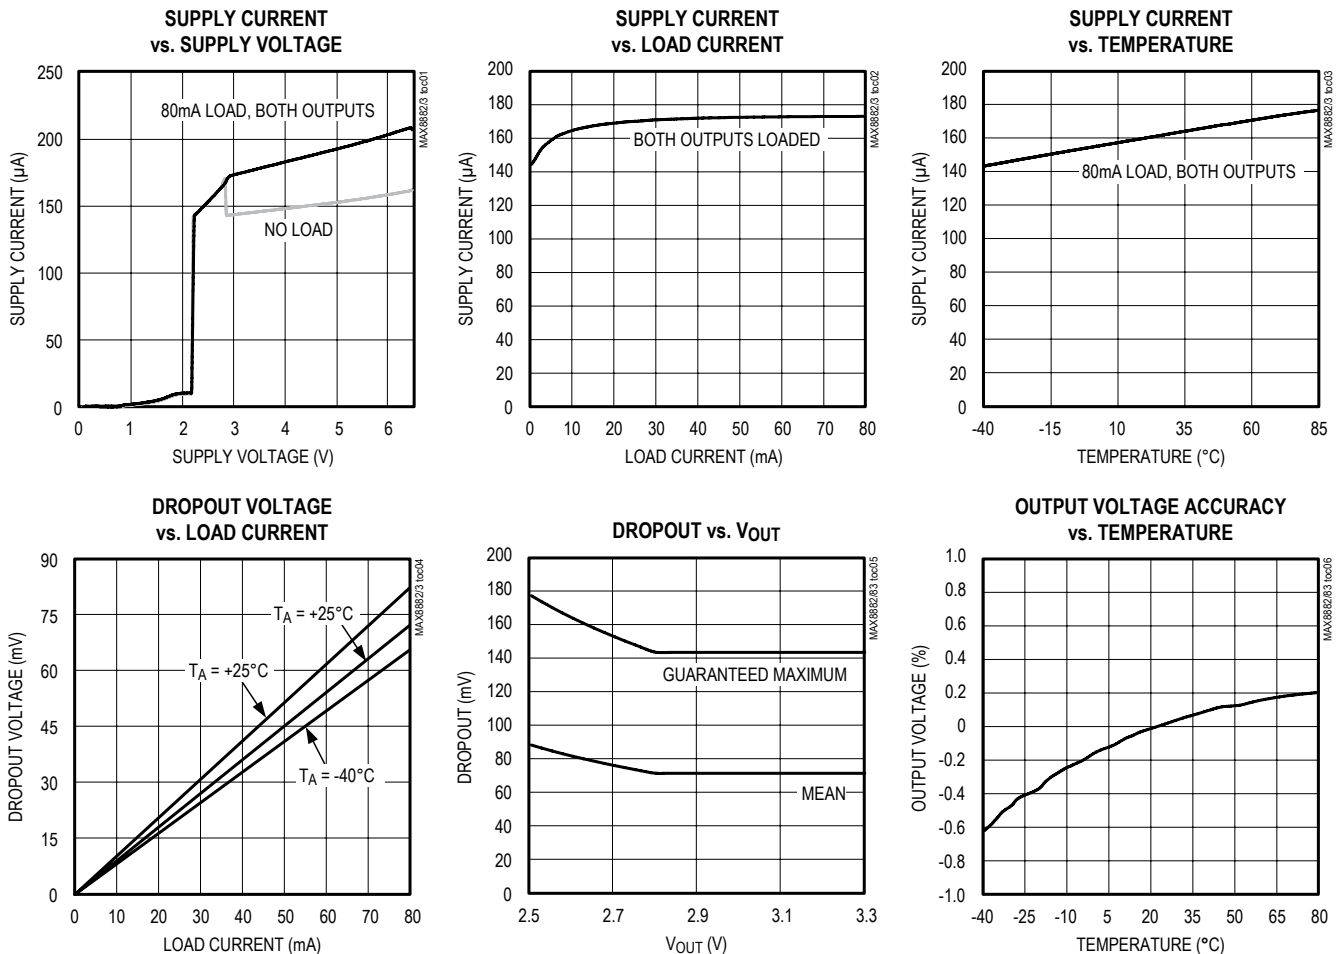 SUPPLY CURRENT
vs. SUPPLY VOLTAGE
250
200
150
100
50
0
SUPPLY CURRENT (µA)
80mA LOAD, BOTH OUTPUTS
NO LOAD
MAX8882/3 toc01
0 1 2 3 4 5 6
SUPPLY VOLTAGE (V)
SUPPLY CURRENT
vs. LOAD CURRENT
200
180
160
140
120
100
80
60
40
20
0
SUPPLY CURRENT (µA)
BOTH OUTPUTS LOADED
MAX8882/3 toc02
0 10 20 30 40 50 60 70 80
LOAD CURRENT (mA)
SUPPLY CURRENT
vs. TEMPERATURE
200
180
160
140
120
100
80
60
40
20
0
SUPPLY CURRENT (µA)
80mA LOAD, BOTH OUTPUTS
MAX8882/3 toc03
-40 -15 10 35 60 85
TEMPERATURE (°C)
DROPOUT VOLTAGE
vs. LOAD CURRENT
90
75
60
45
30
15
0
DROPOUT VOLTAGE (mV)
TA = +25°C
TA = +25°C
TA = -40°C
MAX8882/3 toc04
0 10 20 30 40 50 60 70 80
LOAD CURRENT (mA)
DROPOUT vs. VOUT
200
180
160
140
120
100
80
60
40
20
0
DROPOUT (mV)
GUARANTEED MAXIMUM
MEAN
MAX8882/83 toc05
2.5 2.7 2.9 3.1 3.3
VOUT (V)
OUTPUT VOLTAGE ACCURACY
vs. TEMPERATURE
1.0
0.8
0.6
0.4
0.2
0
-0.2
-0.4
-0.6
-0.8
-1.0
OUTPUT VOLTAGE (%)
MAX8882/83 toc06
-40 -25 -10 5 20 35 50 65 80
TEMPERATURE (°C)